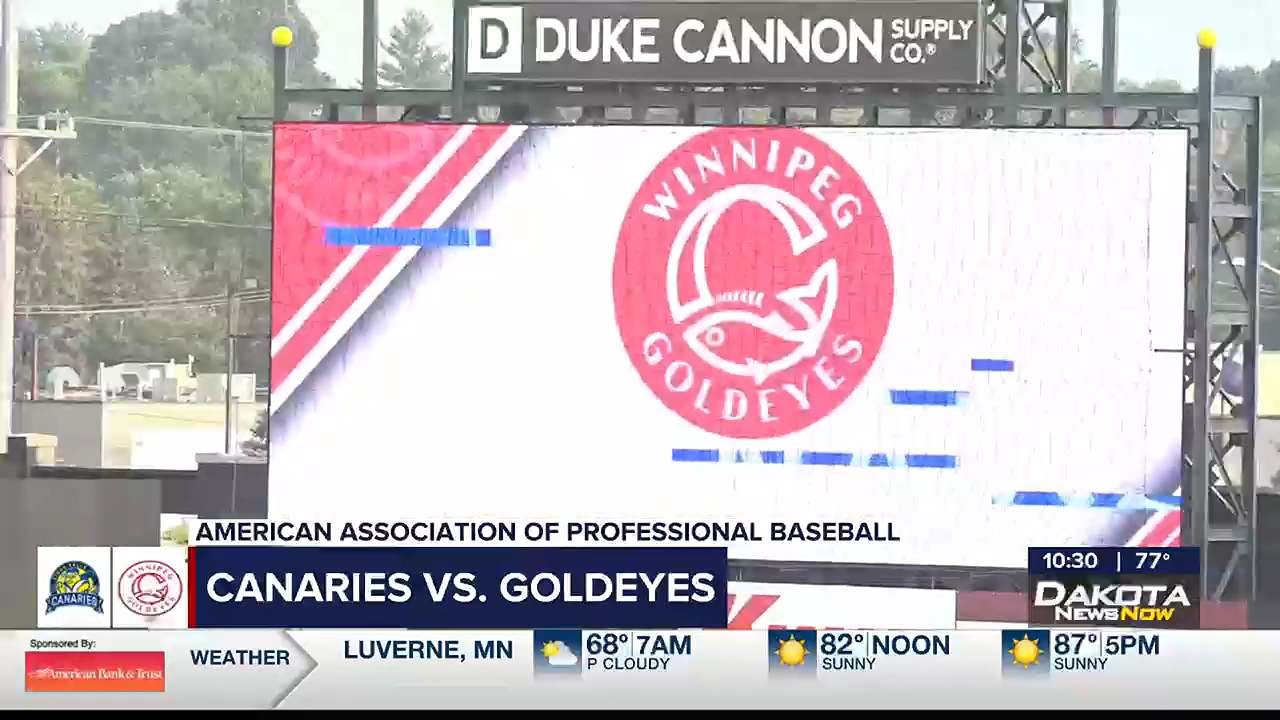 D DUKE CANNON SUPPLY CO.®
WINNIPEG
GOLDEYES
AMERICAN ASSOCIATION OF PROFESSIONAL BASEBALL
CANARIES
WINNIPEG
GOLDEYES
CANARIES VS. GOLDEYES
10:30 | 77°
DAKOTA
NEWS NOW
Sponsored By:
American Bank & Trust
WEATHER
LUVERNE, MN
68° 7AM
P CLOUDY
82° NOON
SUNNY
87° 5PM
SUNNY